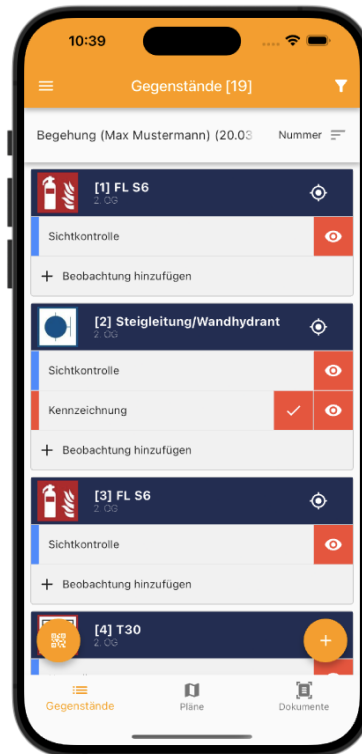 10:39
Gegenstände [19]
Begehung (Max Mustermann) (20.03
Nummer
[1] FL S6
2. OG
Sichtkontrolle
+ Beobachtung hinzufügen
[2] Steigleitung/Wandhydrant
2. OG
Sichtkontrolle
Kennzeichnung
+ Beobachtung hinzufügen
[3] FL S6
2. OG
Sichtkontrolle
+ Beobachtung hinzufügen
[4] T30
2. OG
Gegenstände
Pläne
Dokumente